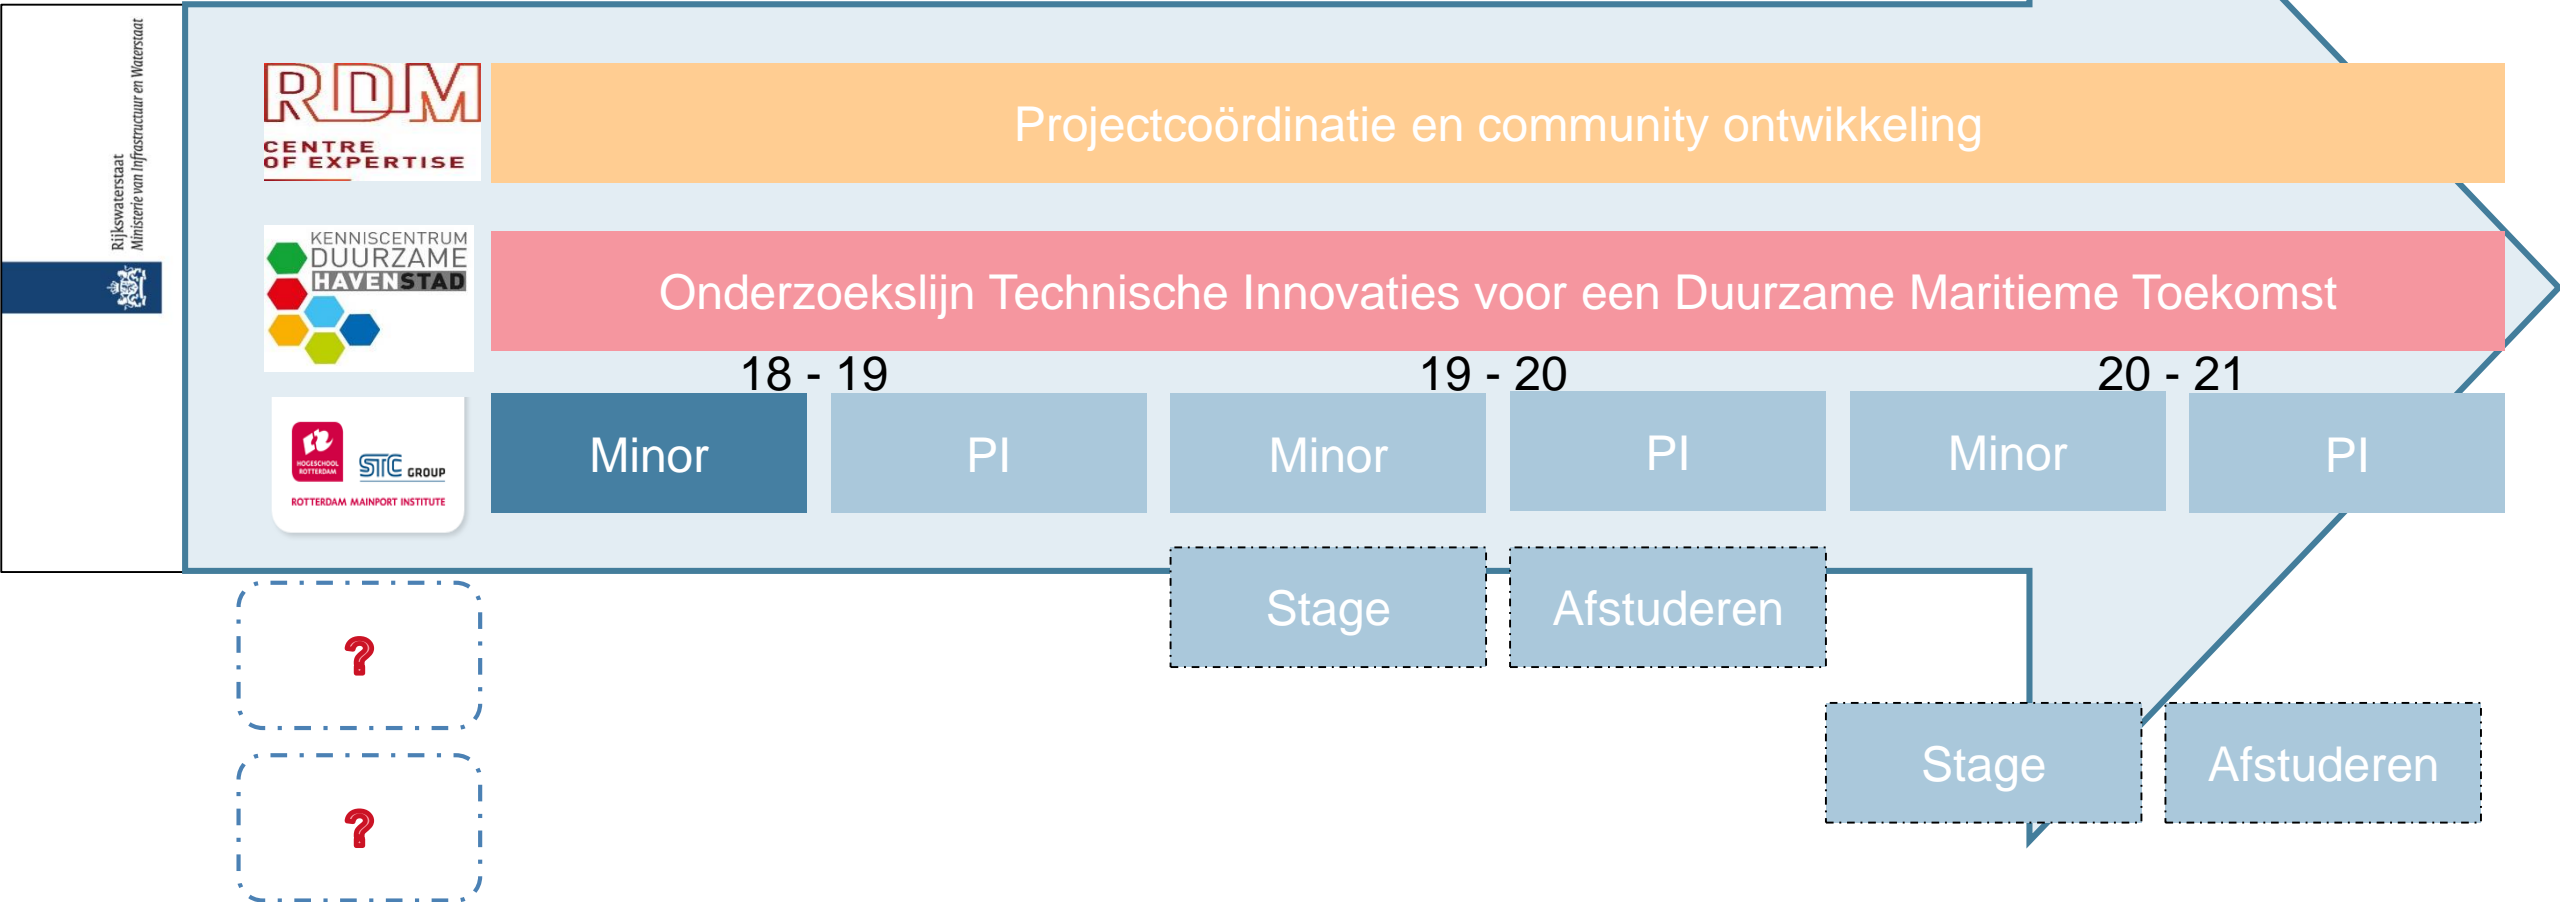 Rijkswaterstaat
Ministerie van Infrastructuur en Waterstaat
RDM
CENTRE
OF EXPERTISE
Projectcoördinatie en community ontwikkeling
KENNISCENTRUM
DUURZAME
HAVENSTAD
Onderzoekslijn Technische Innovaties voor een Duurzame Maritieme Toekomst
18 - 19
19 - 20
20 - 21
HOGESCHOOL
ROTTERDAM
STC GROUP
ROTTERDAM MAINPORT INSTITUTE
Minor
PI
Minor
PI
Minor
PI
Stage
Afstuderen
?
Stage
Afstuderen
?